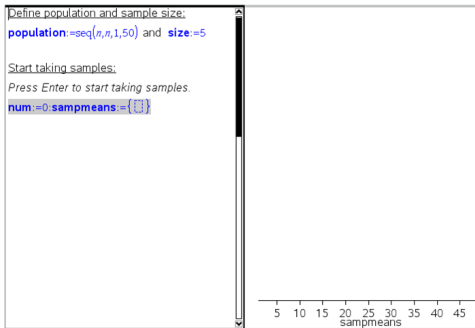 Define population and sample size:
population:=seq(n,n,1,50) and size:=5
Start taking samples:
Press Enter to start taking samples.
num:=0:sampmeans:={}
5 10 15 20 25 30 35 40 45
sampmeans